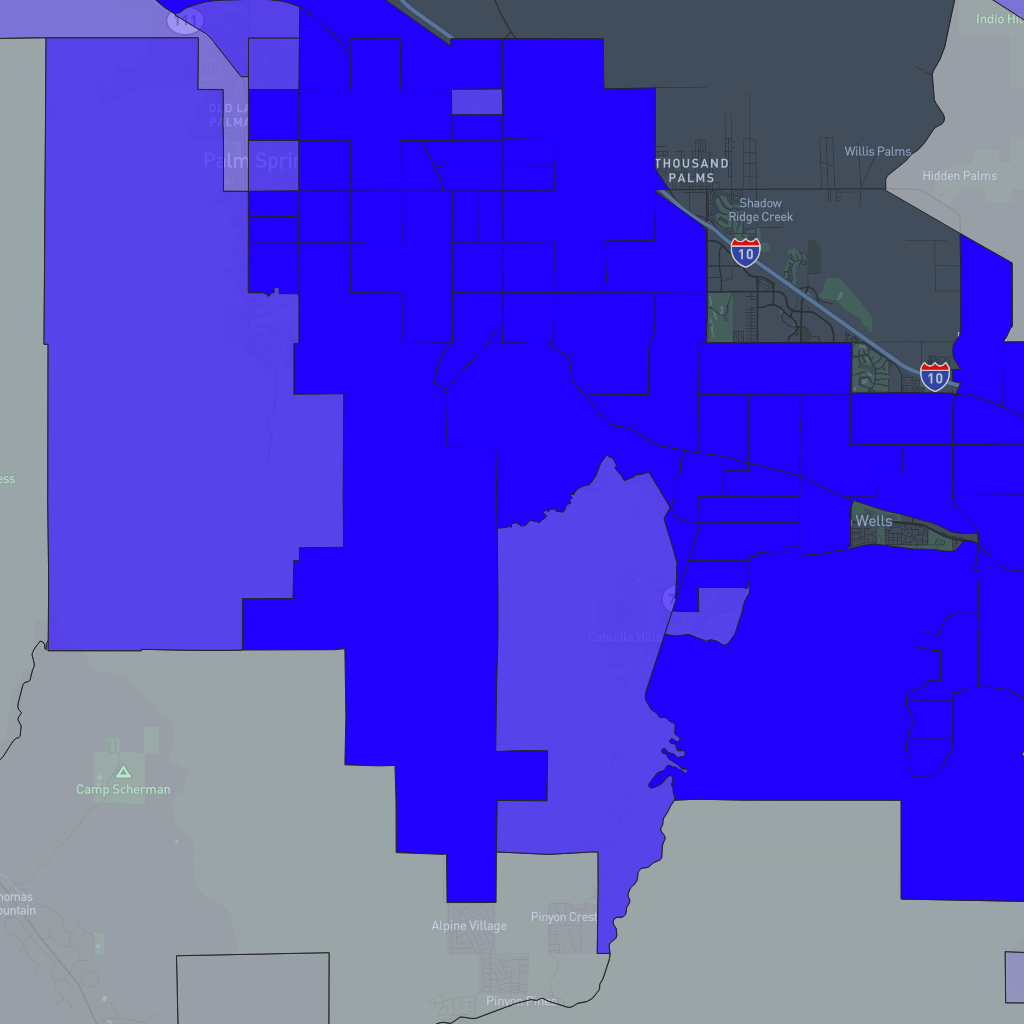 111
Indio Hi
OLD LA
PALMA
Palm Sprin
THOUSAND
PALMS
Willis Palms
Hidden Palms
Shadow
Ridge Creek
10
10
ess
Wells
Cahuilla Hills
Camp Scherman
homas
ountain
Alpine Village
Pinyon Crest
Pinyon Pines